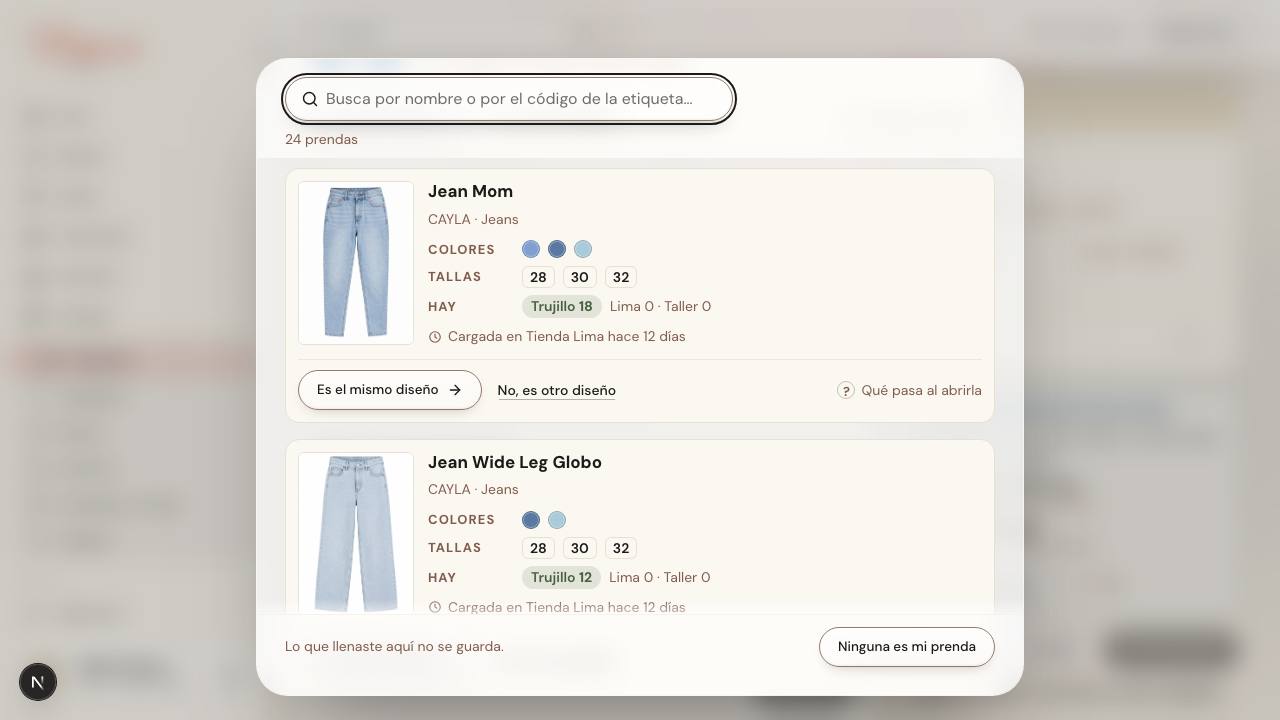 Busca por nombre o por el código de la etiqueta…
24 prendas
Jean Mom
CAYLA · Jeans
COLORES
TALLAS 28 30 32
HAY Trujillo 18 Lima 0 · Taller 0
Cargada en Tienda Lima hace 12 días
Es el mismo diseño → No, es otro diseño ? Qué pasa al abrirla
Jean Wide Leg Globo
CAYLA · Jeans
COLORES
TALLAS 28 30 32
HAY Trujillo 12 Lima 0 · Taller 0
Cargada en Tienda Lima hace 12 días
Lo que llenaste aquí no se guarda. Ninguna es mi prenda
N